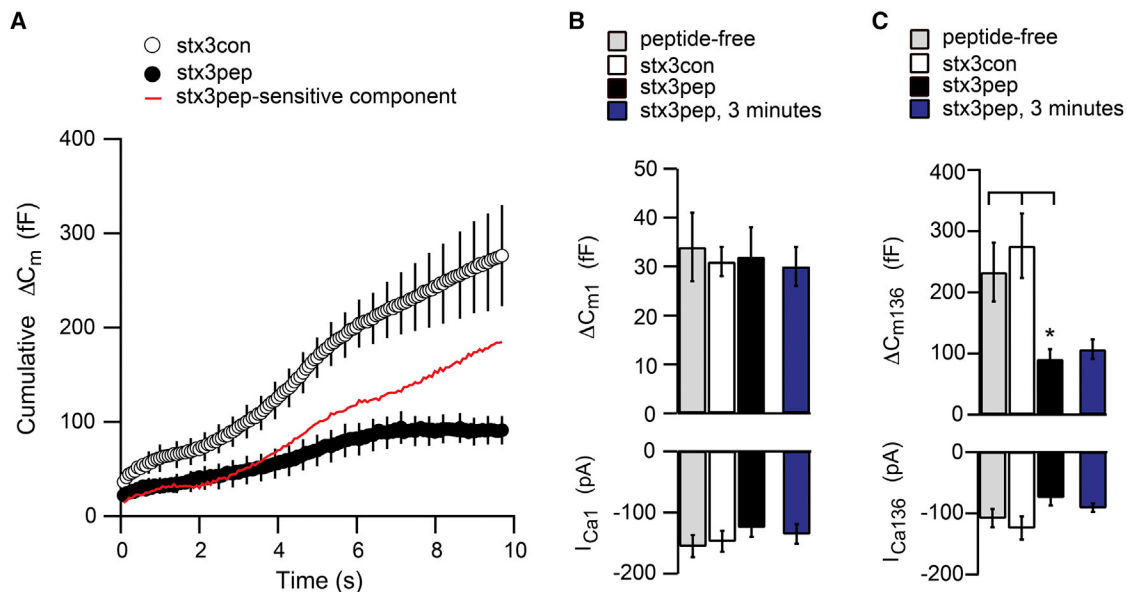 A
stx3con
stx3pep
stx3pep-sensitive component
400
300
200
100
0
Cumulative ΔCm (fF)
0 2 4 6 8 10
Time (s)
B
peptide-free
stx3con
stx3pep
stx3pep, 3 minutes
50
40
30
20
10
0
ΔCm1 (fF)
0
-100
-200
ICa1 (pA)
C
peptide-free
stx3con
stx3pep
stx3pep, 3 minutes
400
300
200
100
0
ΔCm136 (fF)
*
0
-100
-200
ICa136 (pA)